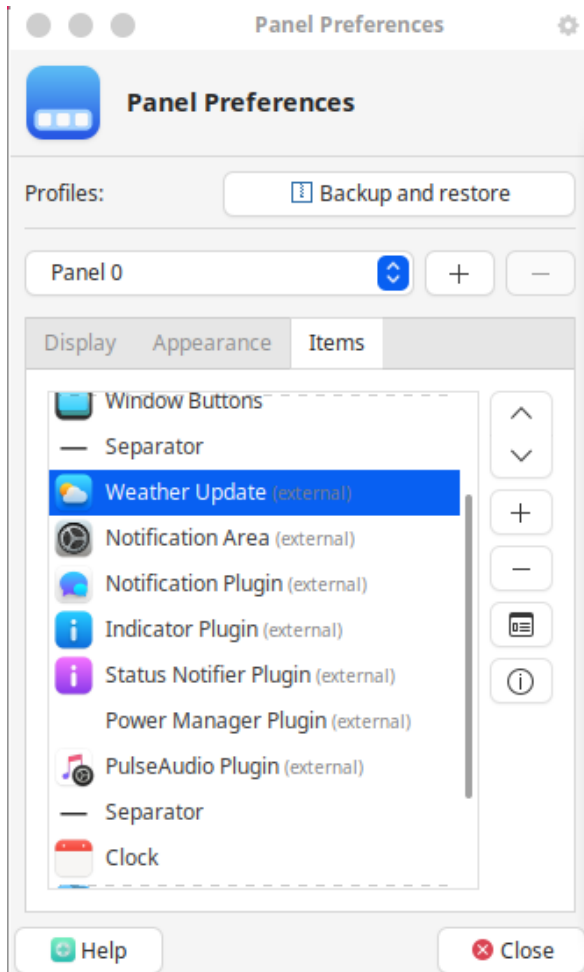 Panel Preferences
Panel Preferences
Profiles:
Backup and restore
Panel 0
Display Appearance Items
Window Buttons
Separator
Weather Update (external)
Notification Area (external)
Notification Plugin (external)
Indicator Plugin (external)
Status Notifier Plugin (external)
Power Manager Plugin (external)
PulseAudio Plugin (external)
Separator
Clock
Help
Close